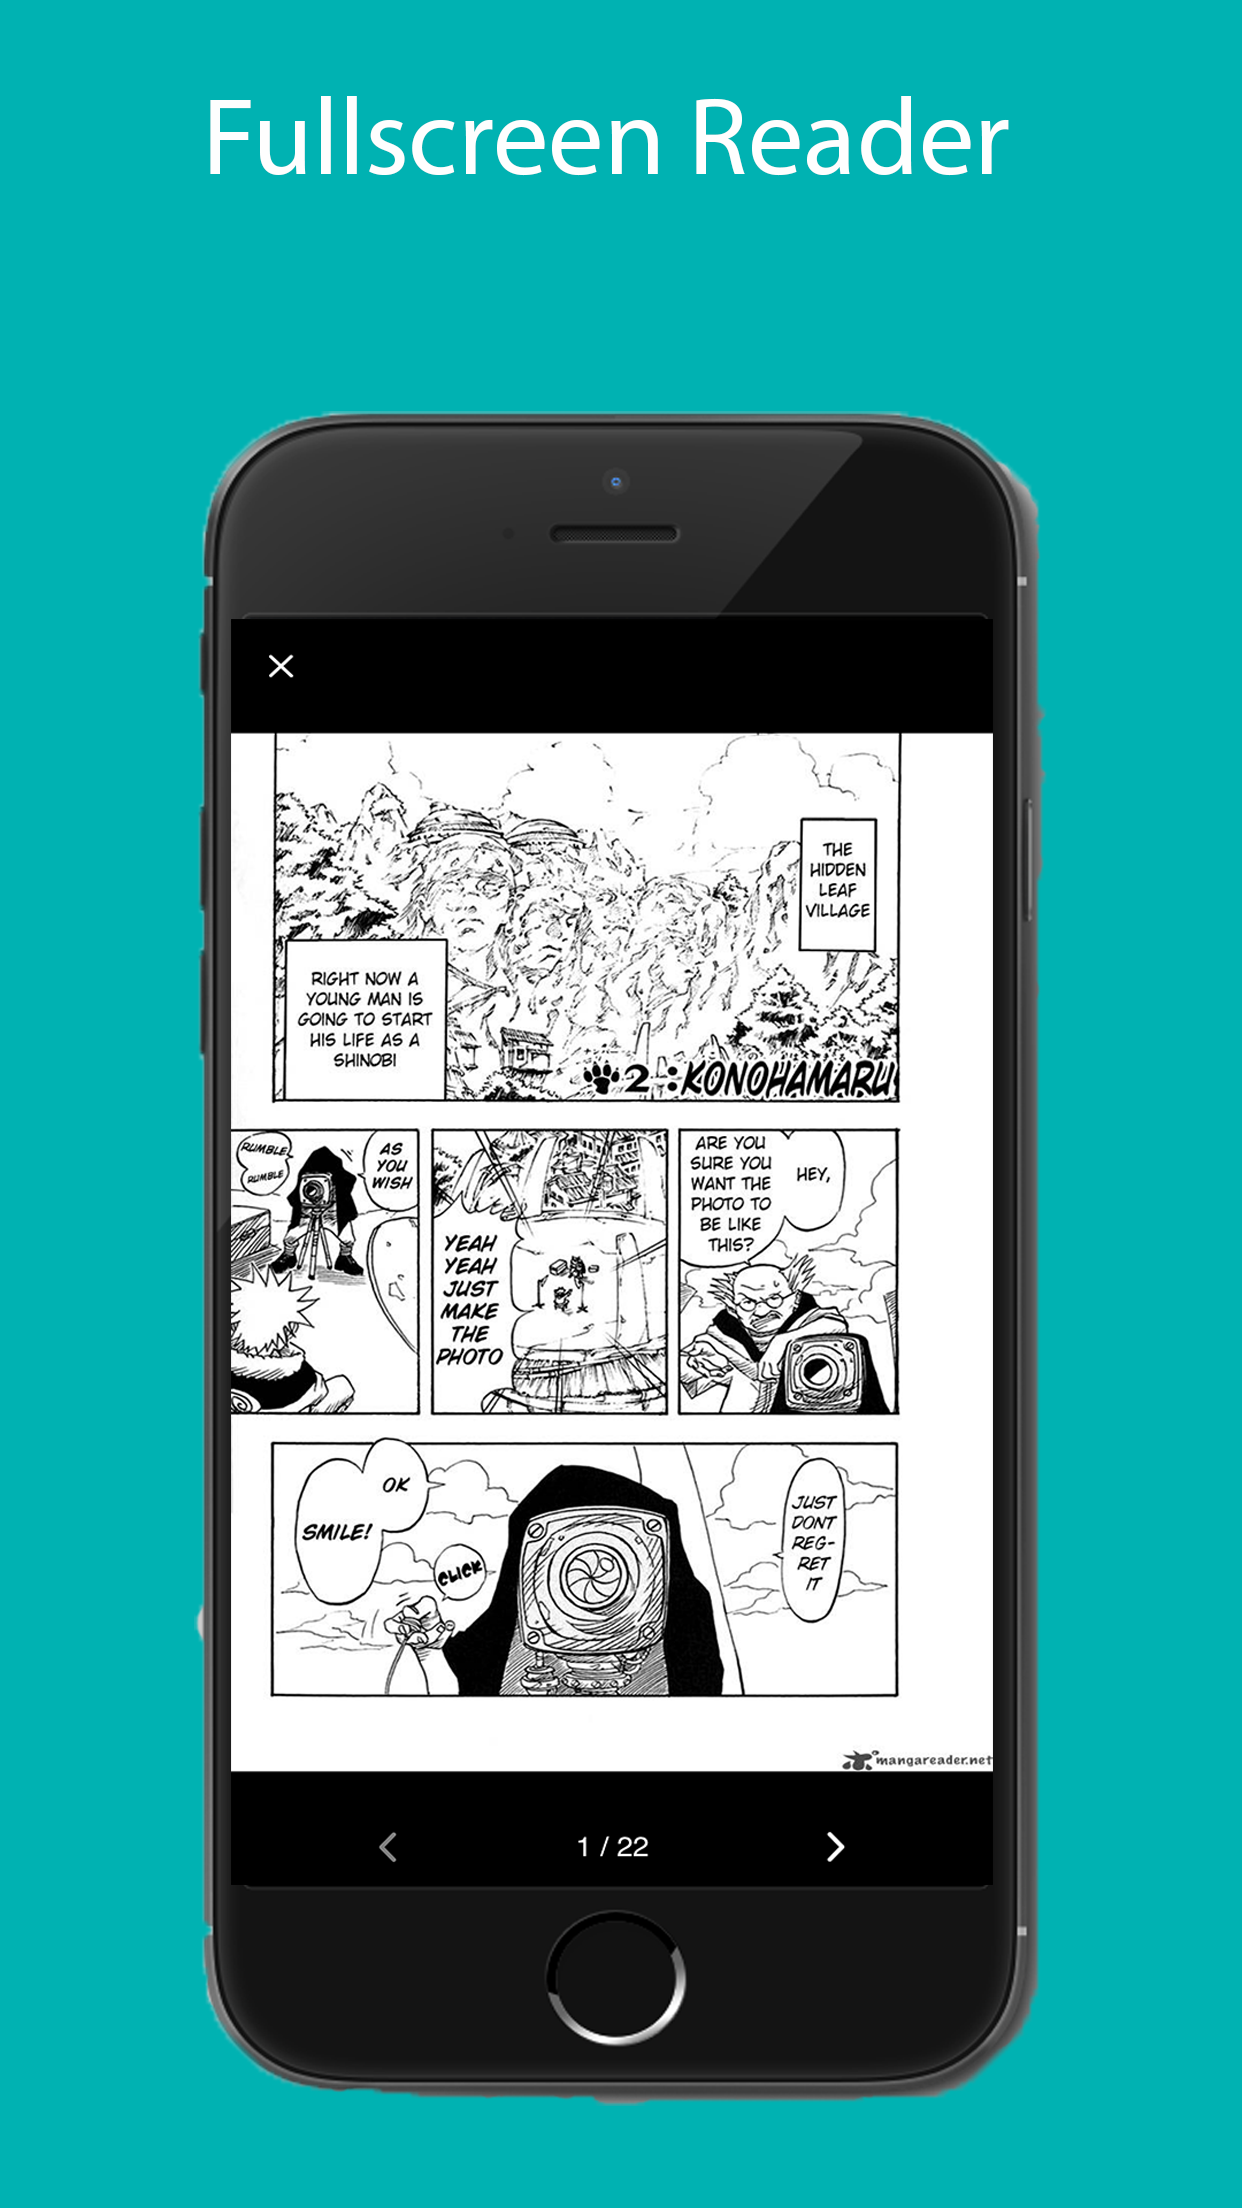 Fullscreen Reader
THE
HIDDEN
LEAF
VILLAGE
RIGHT NOW A
YOUNG MAN IS
GOING TO START
HIS LIFE AS A
SHINOBI
2 :KONOHAMARU
HEY,
ARE YOU
SURE YOU
WANT THE
PHOTO TO
BE LIKE
THIS?
YEAH
YEAH
JUST
MAKE
THE
PHOTO
AS
YOU
WISH
RUMBLE
RUMBLE
JUST
DONT
REG-
RET
IT
OK
SMILE!
CLICK
mangareader.net
1 / 22